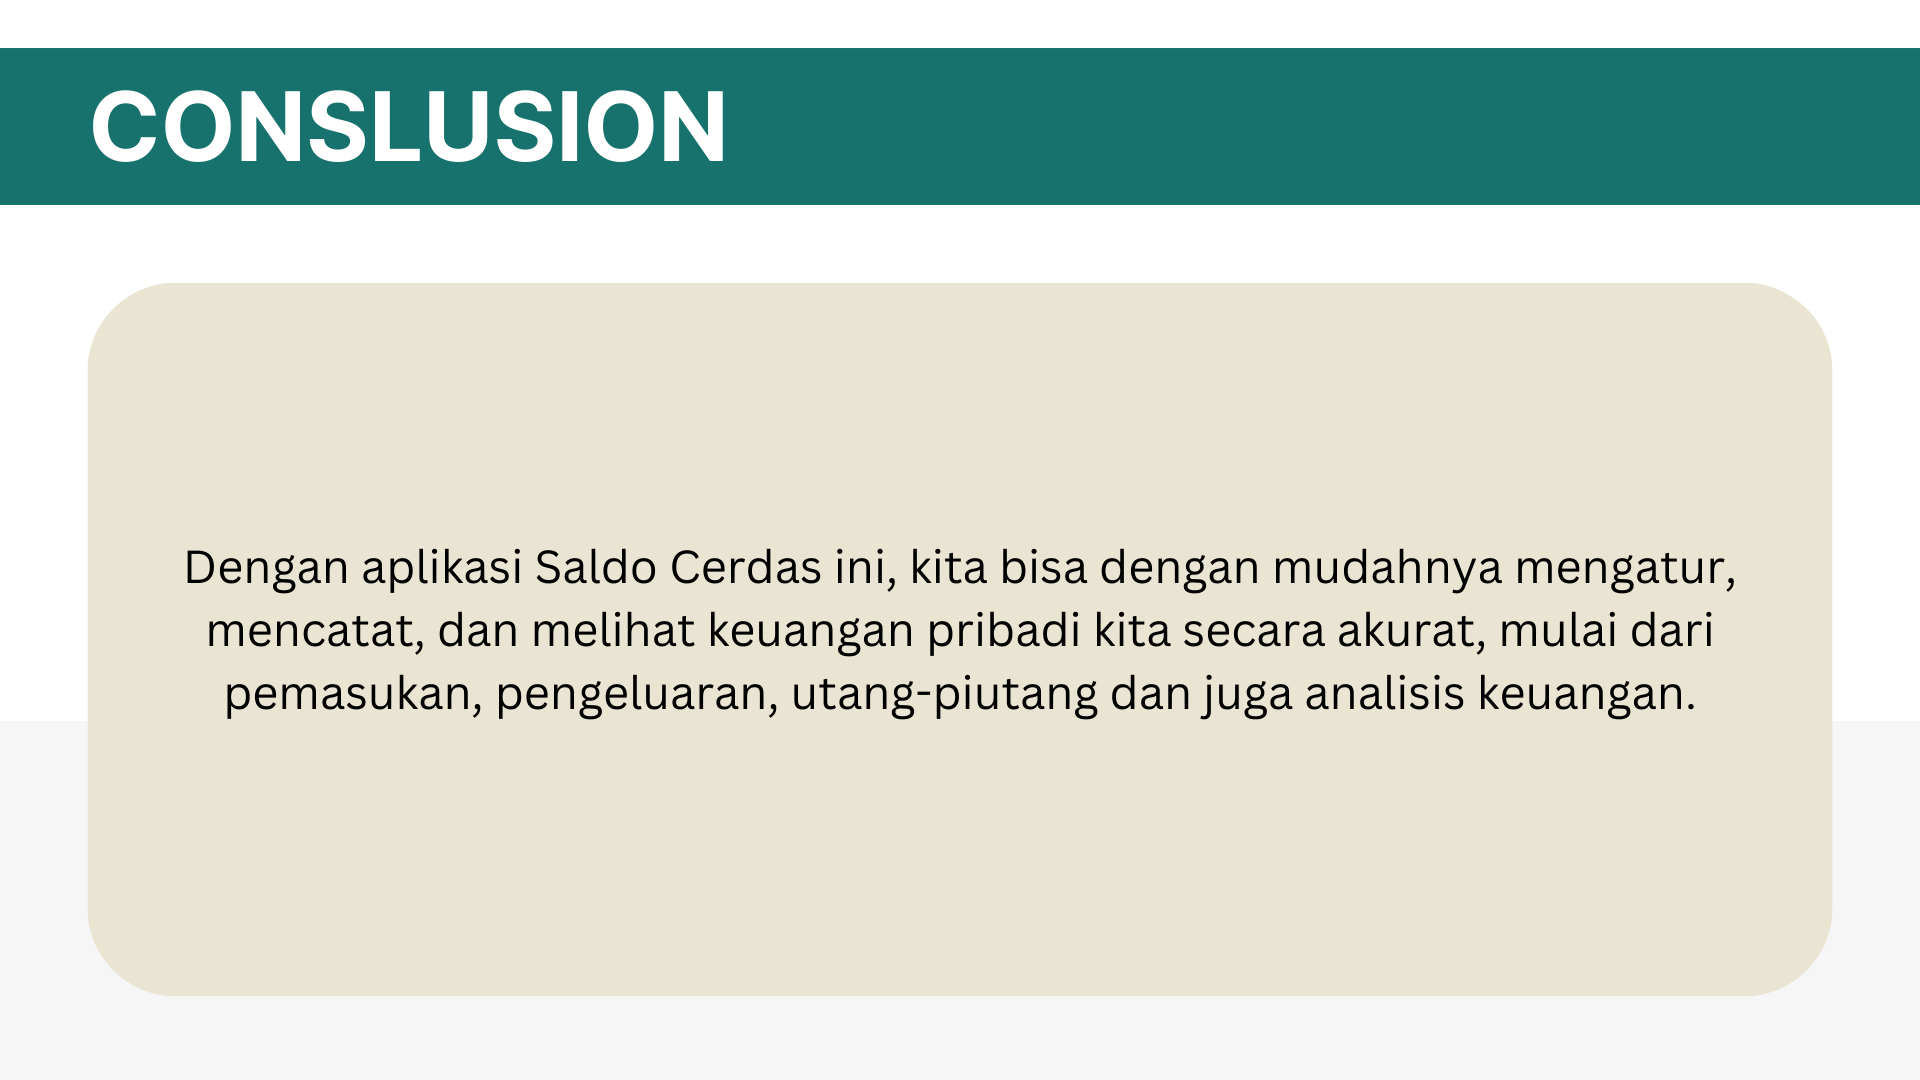 CONSLUSION
Dengan aplikasi Saldo Cerdas ini, kita bisa dengan mudahnya mengatur,
mencatat, dan melihat keuangan pribadi kita secara akurat, mulai dari
pemasukan, pengeluaran, utang-piutang dan juga analisis keuangan.